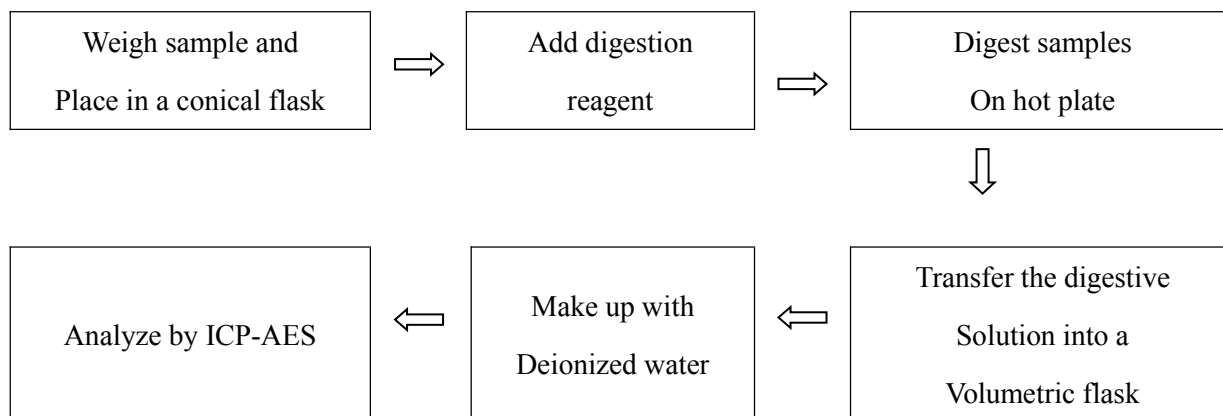 Weigh sample and
Place in a conical flask
Add digestion
reagent
Digest samples
On hot plate
Transfer the digestive
Solution into a
Volumetric flask
Make up with
Deionized water
Analyze by ICP-AES